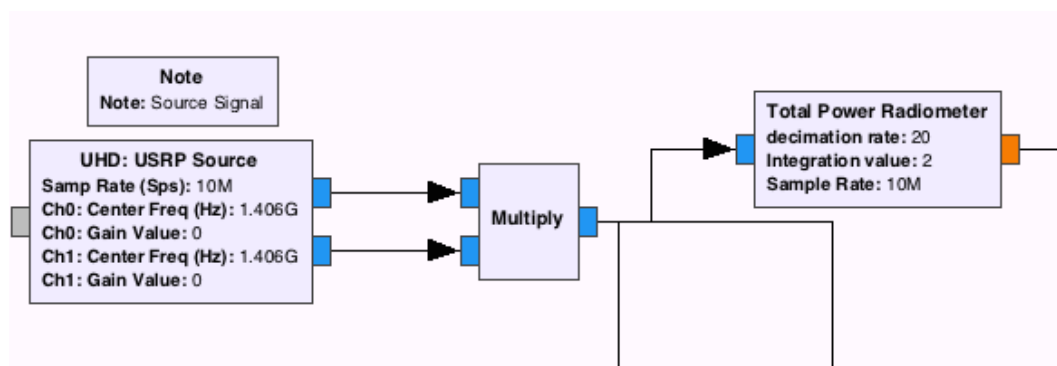 Note
Note: Source Signal
UHD: USRP Source
Samp Rate (Sps): 10M
Ch0: Center Freq (Hz): 1.406G
Ch0: Gain Value: 0
Ch1: Center Freq (Hz): 1.406G
Ch1: Gain Value: 0
Multiply
Total Power Radiometer
decimation rate: 20
Integration value: 2
Sample Rate: 10M